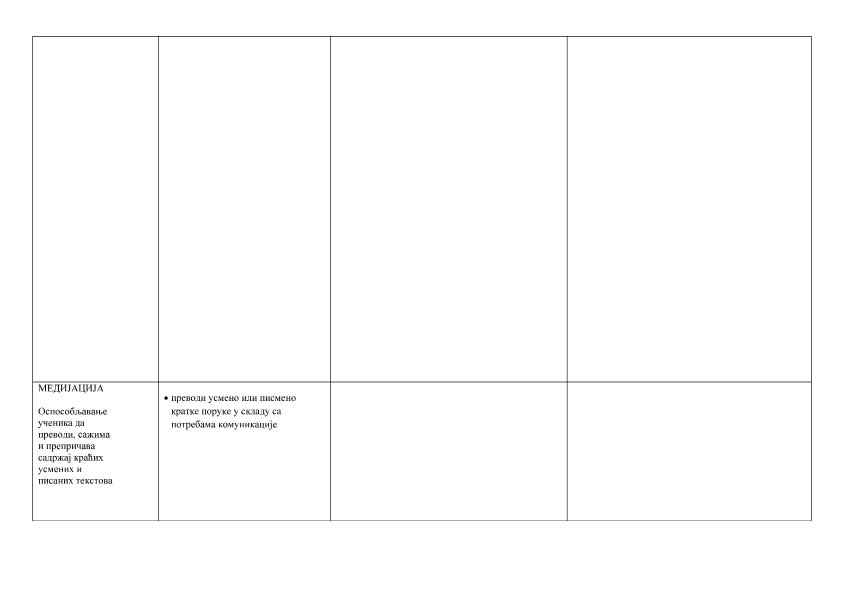 МЕДИЈАЦИЈА
Оспособљавање
ученика да
преводи, сажима
и препричава
садржај краћих
усмених и
писаних текстова
• преводи усмено или писмено
кратке поруке у складу са
потребама комуникације